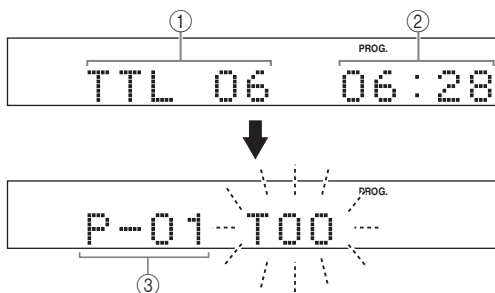 ① ②
PROG.
TTL 06 06:28
PROG.
P-01 T00
③